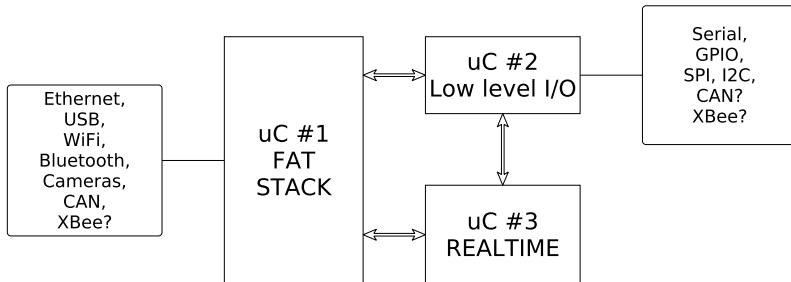 Ethernet,
USB,
WiFi,
Bluetooth,
Cameras,
CAN,
XBee?
uC #1
FAT
STACK
uC #2
Low level I/O
uC #3
REALTIME
Serial,
GPIO,
SPI, I2C,
CAN?
XBee?